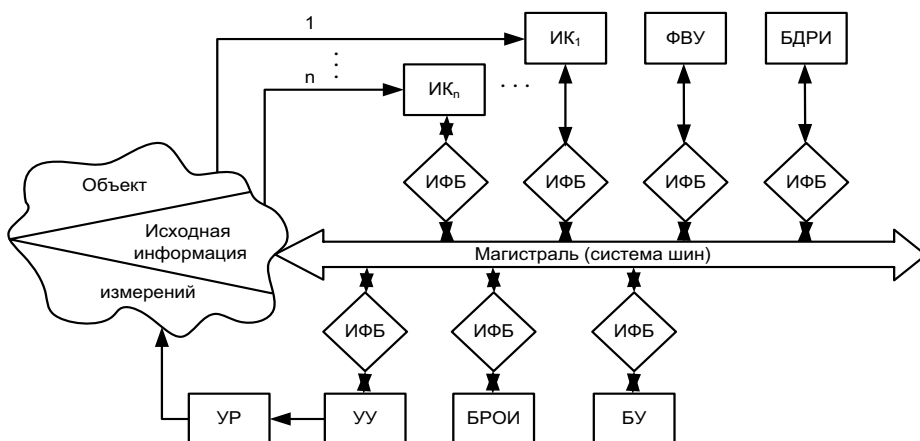 1
ИК₁
ФВУ
БДРИ
n
ИКₙ
. . .
ИФБ
ИФБ
ИФБ
ИФБ
Объект
Исходная
информация
измерений
Магистраль (система шин)
ИФБ
ИФБ
ИФБ
УР
УУ
БРОИ
БУ